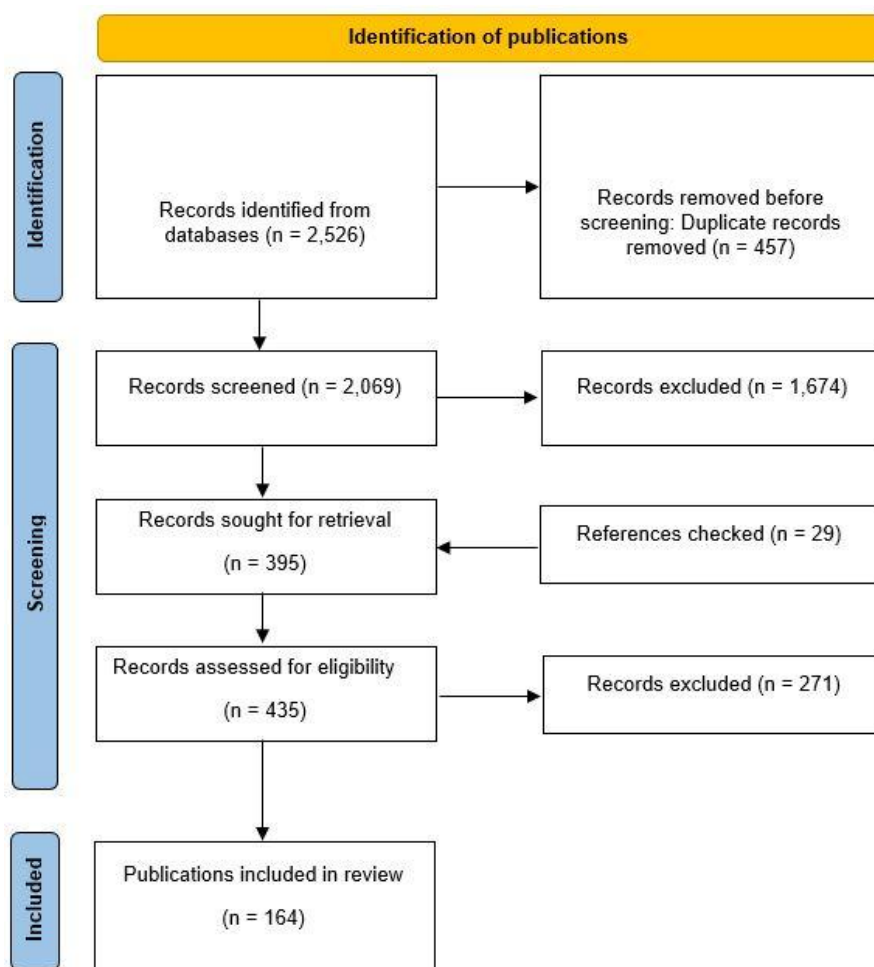 Identification of publications
Identification
Records identified from
databases (n = 2,526)
Records removed before
screening: Duplicate records
removed (n = 457)
Screening
Records screened (n = 2,069)
Records excluded (n = 1,674)
Records sought for retrieval
(n = 395)
References checked (n = 29)
Records assessed for eligibility
(n = 435)
Records excluded (n = 271)
Included
Publications included in review
(n = 164)